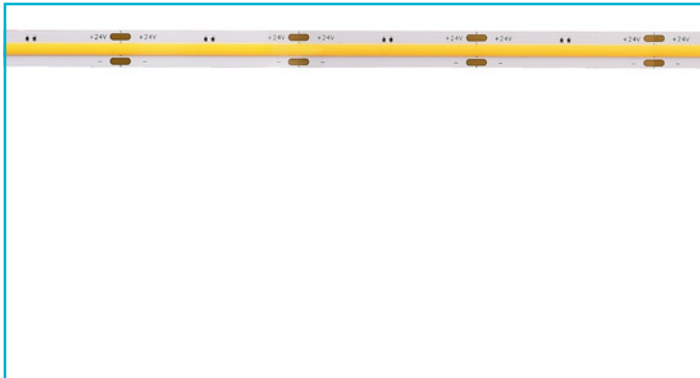 +24V +24V +24V +24V +24V +24V +24V +24V
- - - - - - - -